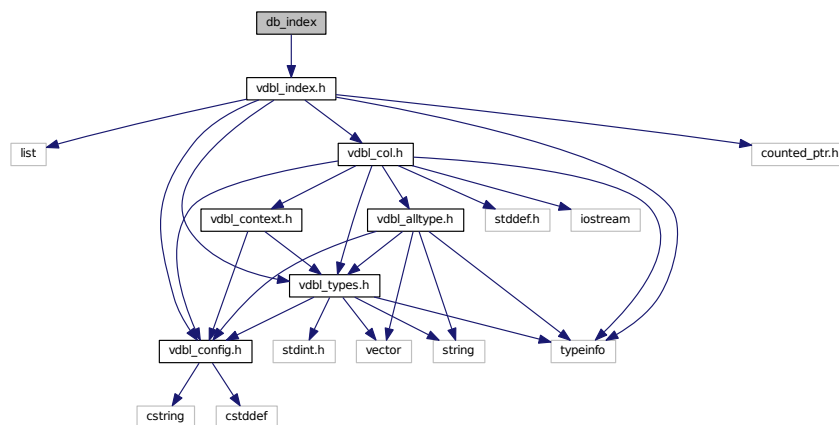 db_index
vdbl_index.h
list
vdbl_col.h
counted_ptr.h
vdbl_context.h
vdbl_alltype.h
stddef.h
iostream
vdbl_types.h
vdbl_config.h
stdint.h
vector
string
typeinfo
cstring
cstddef